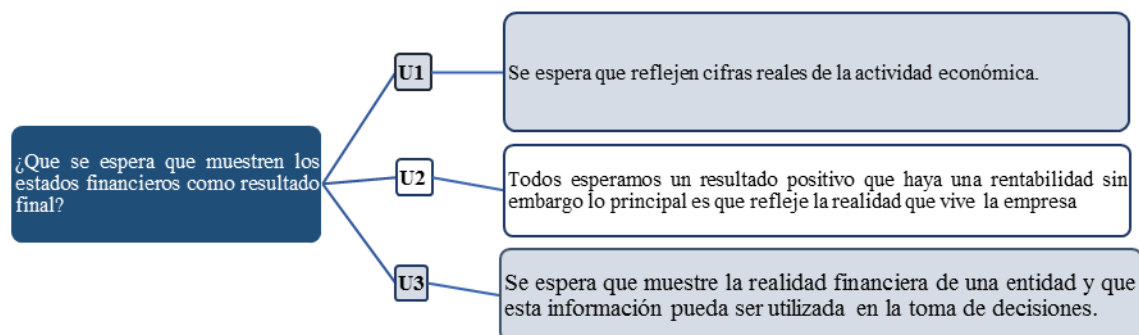 ¿Que se espera que muestren los
estados financieros como resultado
final?
U1
Se espera que reflejen cifras reales de la actividad económica.
U2
Todos esperamos un resultado positivo que haya una rentabilidad sin
embargo lo principal es que refleje la realidad que vive la empresa
U3
Se espera que muestre la realidad financiera de una entidad y que
esta información pueda ser utilizada en la toma de decisiones.